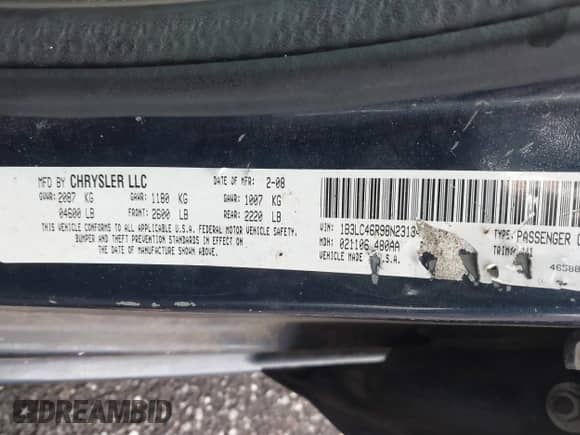 MFD BY CHRYSLER LLC DATE OF MFR 2-08
GVWR: 2087 KG GAWR: 1180 KG GAWR: 1007 KG
04600 LB FRONT: 2600 LB REAR: 2220 LB
THIS VEHICLE CONFORMS TO ALL APPLICABLE U.S.A. FEDERAL MOTOR VEHICLE SAFETY,
BUMPER AND THEFT PREVENTION STANDARDS IN EFFECT ON
THE DATE OF MANUFACTURE SHOWN ABOVE.
VIN: 1B3LC46R98N2313 TYPE: PASSENGER
MDH: 021106 480AA TRIM:
VEHICLE MADE U.S.A.
4658
DREAMBID